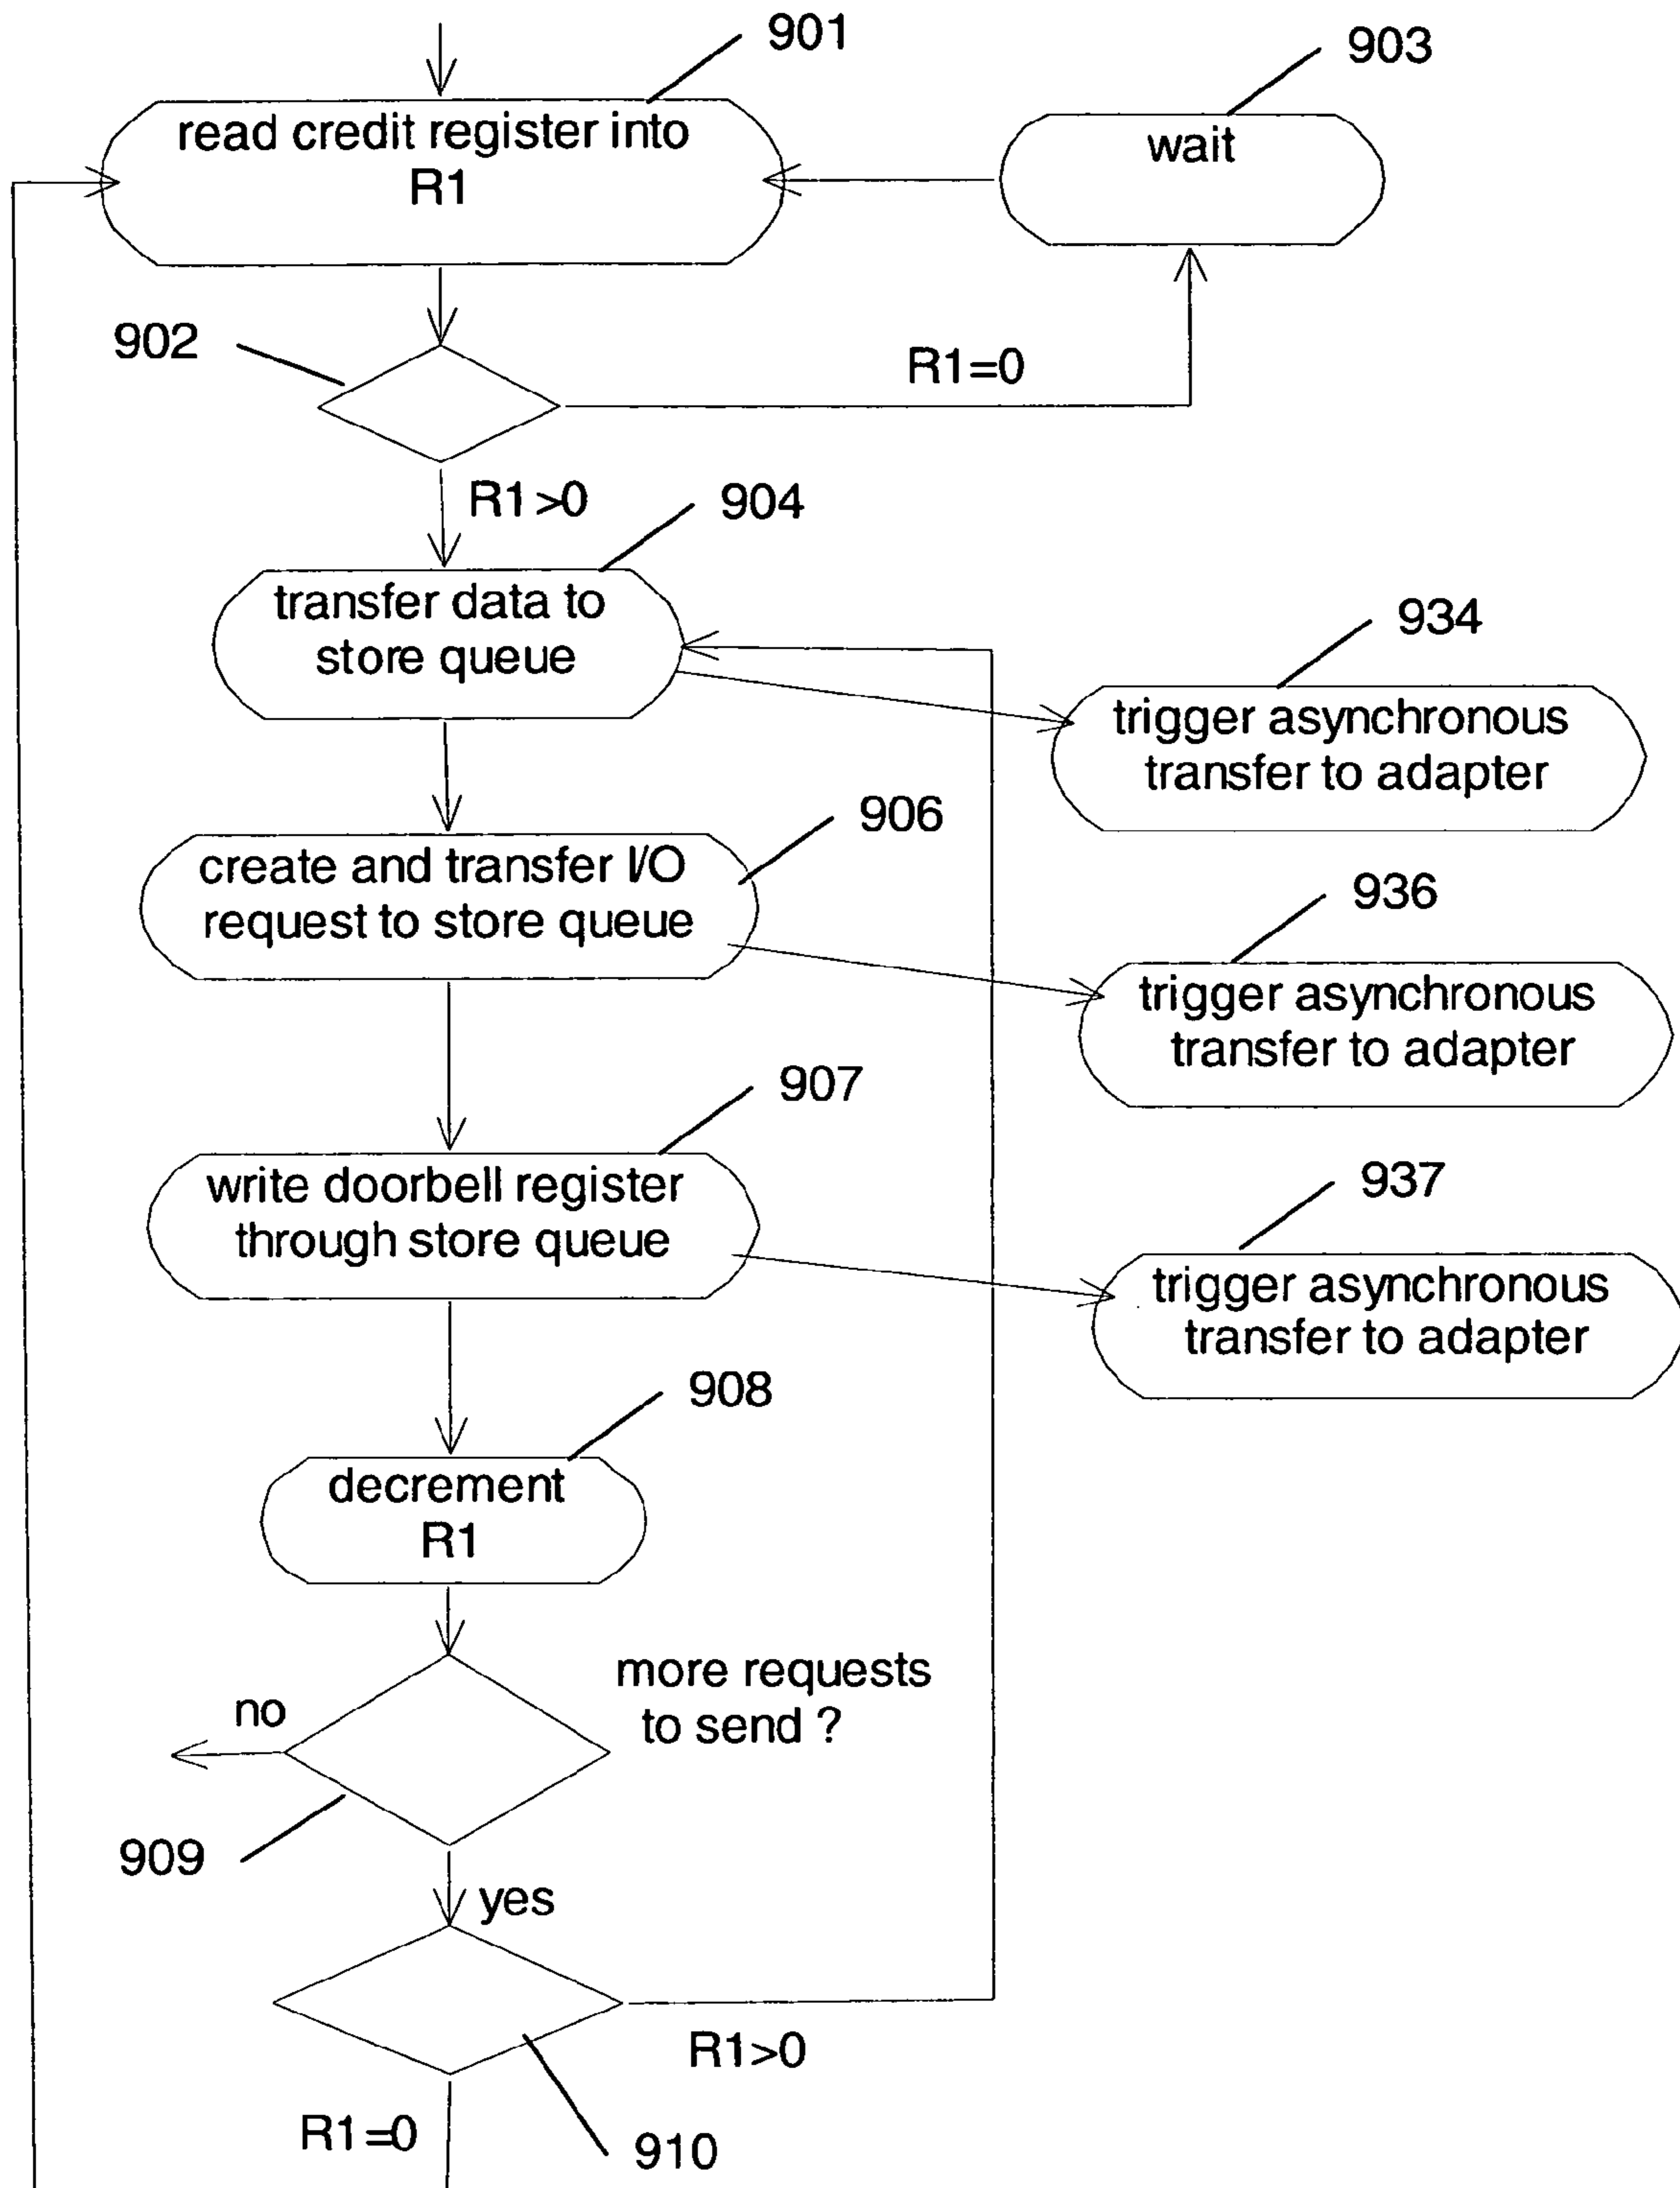 901
903
read credit register into
R1
wait
902
R1=0
R1>0
904
transfer data to
store queue
934
trigger asynchronous
transfer to adapter
906
create and transfer I/O
request to store queue
936
trigger asynchronous
transfer to adapter
907
write doorbell register
through store queue
937
trigger asynchronous
transfer to adapter
908
decrement
R1
more requests
to send ?
no
909
yes
R1>0
R1=0
910